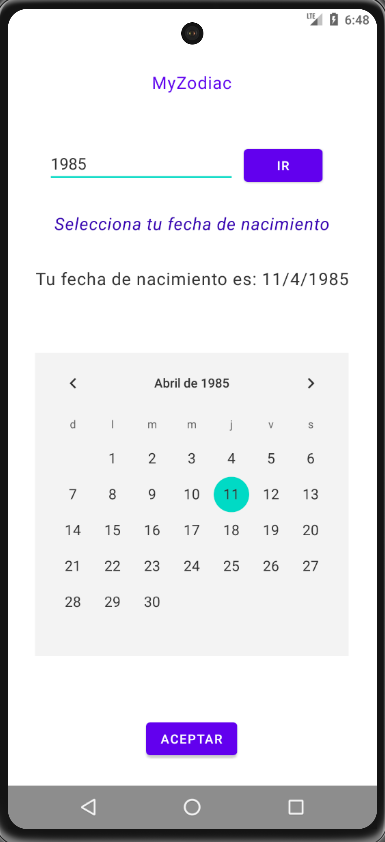 LTE 6:48
MyZodiac
1985 IR
Selecciona tu fecha de nacimiento
Tu fecha de nacimiento es: 11/4/1985
Abril de 1985
d l m m j v s
1 2 3 4 5 6
7 8 9 10 11 12 13
14 15 16 17 18 19 20
21 22 23 24 25 26 27
28 29 30
ACEPTAR